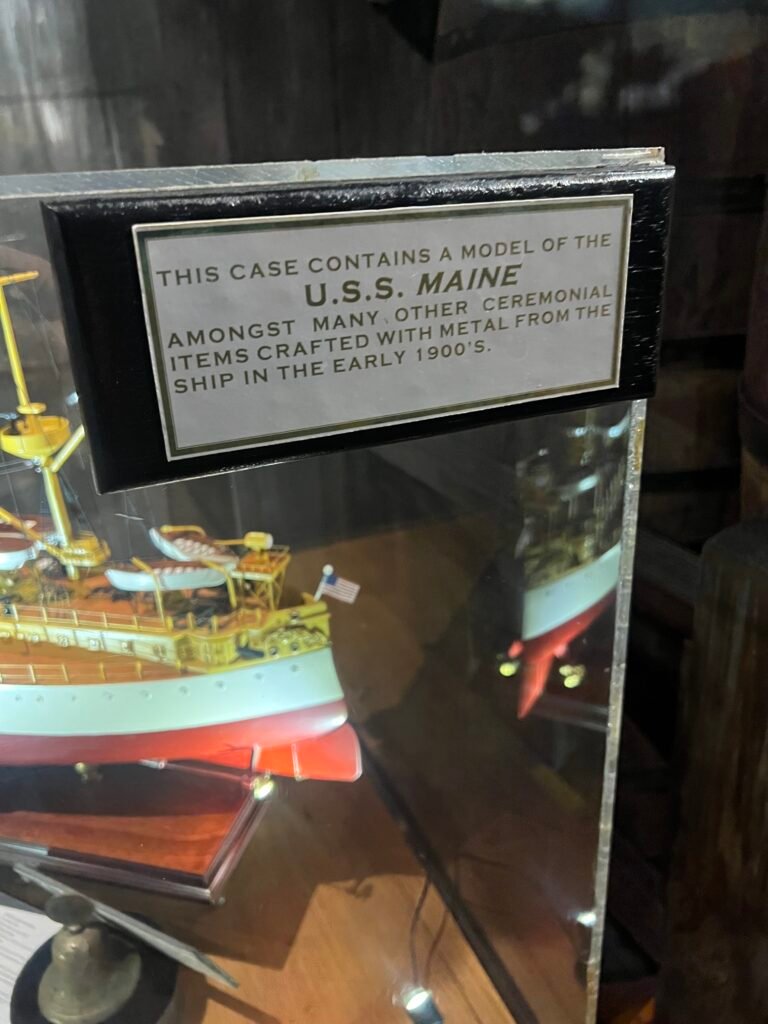 THIS CASE CONTAINS A MODEL OF THE
U.S.S. MAINE
AMONGST MANY OTHER CEREMONIAL
ITEMS CRAFTED WITH METAL FROM THE
SHIP IN THE EARLY 1900'S.